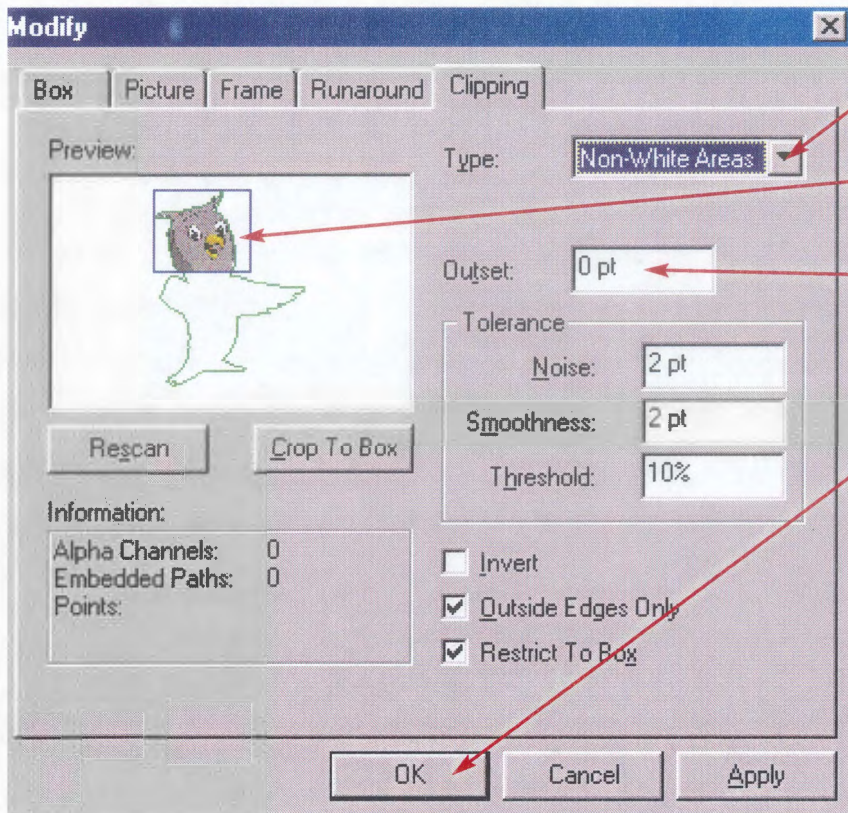 Modify
Box Picture Frame Runaround Clipping
Preview:
Type: Non-White Areas
Outset: 0 pt
Tolerance
Noise: 2 pt
Smoothness: 2 pt
Threshold: 10%
Rescan Crop To Box
Information:
Alpha Channels: 0
Embedded Paths: 0
Points:
Invert
Outside Edges Only
Restrict To Box
OK Cancel Apply